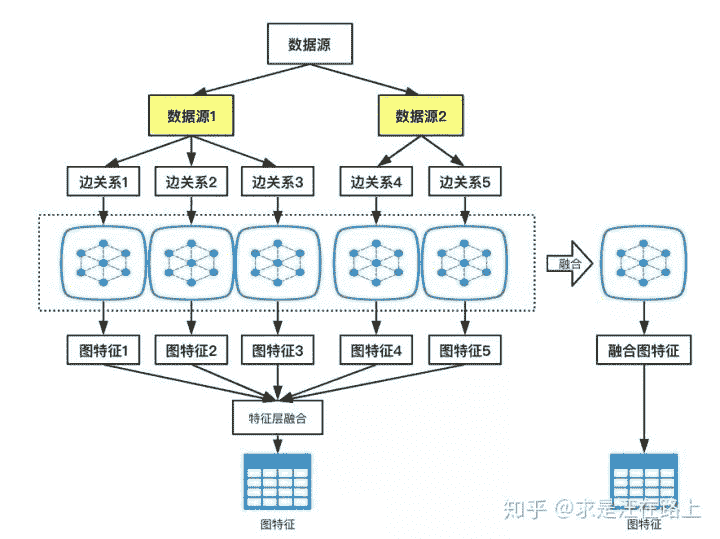 数据源
数据源1
数据源2
边关系1
边关系2
边关系3
边关系4
边关系5
融合
图特征1
图特征2
图特征3
图特征4
图特征5
融合图特征
特征层融合
图特征
图特征
知乎 @求是汪在路上